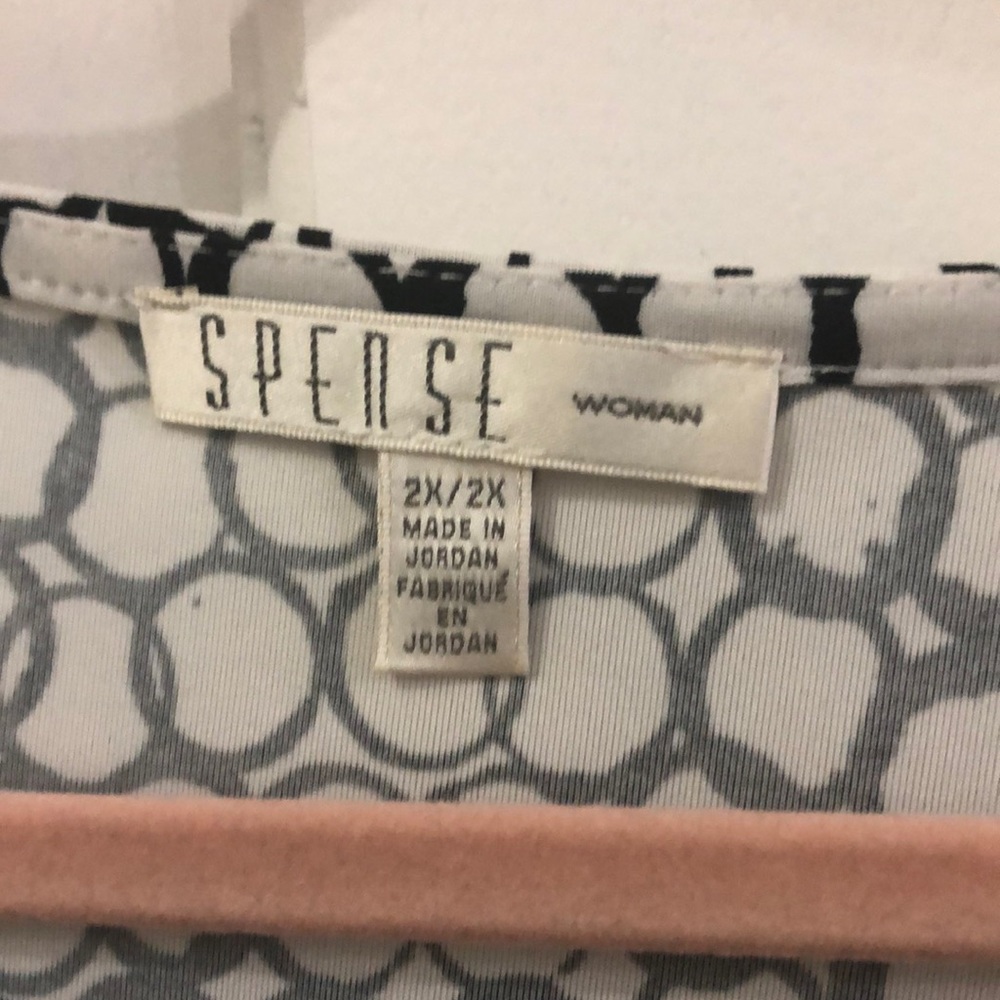 SPENSE WOMAN
2X/2X
MADE IN
JORDAN
FABRIQUÉ
EN
JORDAN